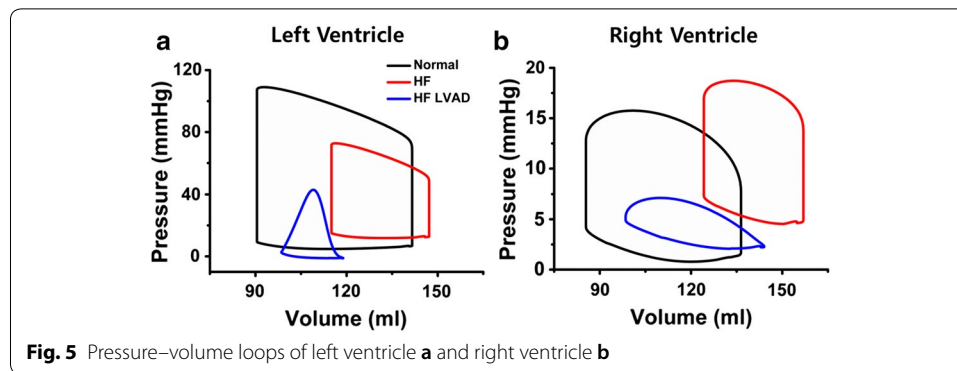 a
Left Ventricle
b
Right Ventricle
Normal
HF
HF LVAD
Pressure (mmHg)
120
80
40
0
90
120
150
Volume (ml)
Pressure (mmHg)
20
15
10
5
0
90
120
150
Volume (ml)
Fig. 5 Pressure–volume loops of left ventricle a and right ventricle b